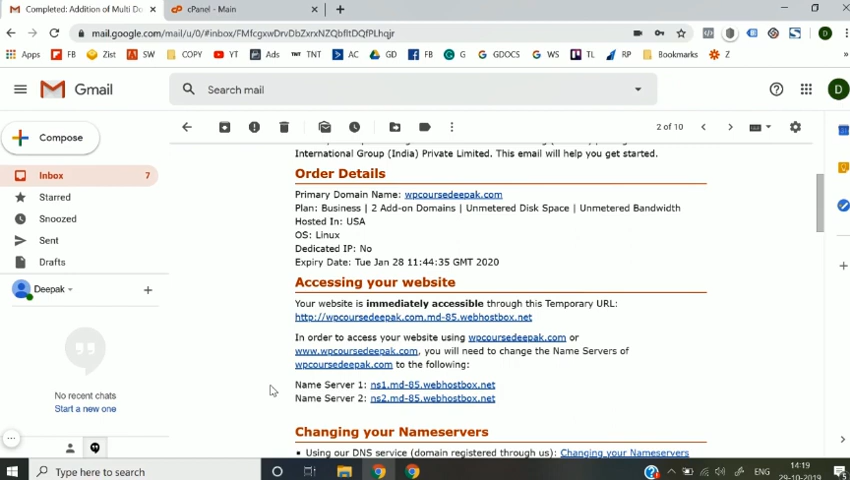 Completed: Addition of Multi Do
cPanel - Main
mail.google.com/mail/u/0/#inbox/FMfcgxwDrvDbZxrxNZQbfltDQfPLhqjr
Apps
FB
Zist
SW
COPY
YT
Ads
TNT
AC
GD
FB
G
GDOCS
WS
TL
RP
Bookmarks
Z
Gmail
Search mail
D
Compose
2 of 10
Inbox 7
Starred
Snoozed
Sent
Drafts
Deepak
No recent chats
Start a new one
International Group (India) Private Limited. This email will help you get started.
Order Details
Primary Domain Name: wpcoursedeepak.com
Plan: Business | 2 Add-on Domains | Unmetered Disk Space | Unmetered Bandwidth
Hosted In: USA
OS: Linux
Dedicated IP: No
Expiry Date: Tue Jan 28 11:44:35 GMT 2020
Accessing your website
Your website is immediately accessible through this Temporary URL:
http://wpcoursedeepak.com.md-85.webhostbox.net
In order to access your website using wpcoursedeepak.com or
www.wpcoursedeepak.com, you will need to change the Name Servers of
wpcoursedeepak.com to the following:
Name Server 1: ns1.md-85.webhostbox.net
Name Server 2: ns2.md-85.webhostbox.net
Changing your Nameservers
Using our DNS service (domain registered through us): Changing your Nameservers
Type here to search
ENG
14:19
29-10-2019